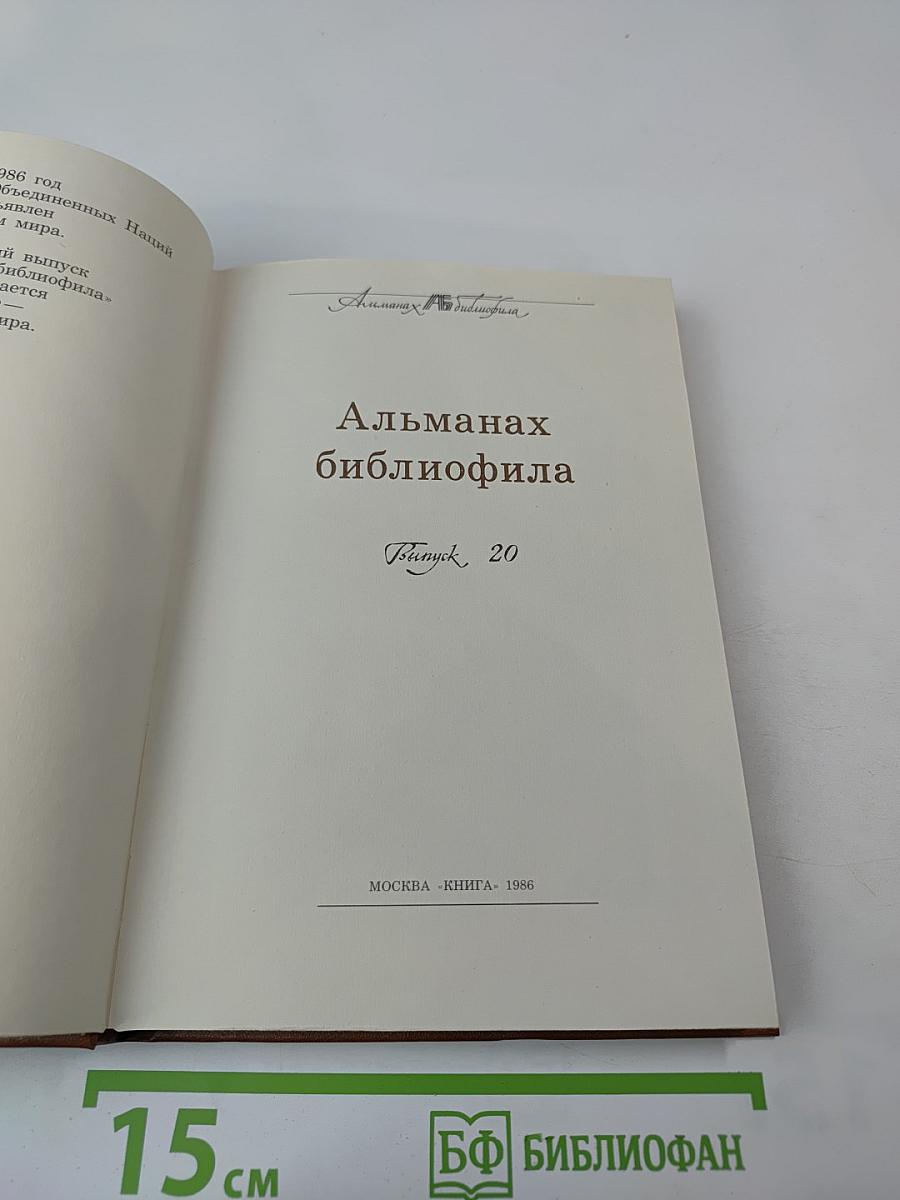 986 год
Объединенных Наций
ъявлен
м мира.
ий выпуск
библиофила»
ается
о —
ира.
Альманах АБ библиофила
Альманах
библиофила
Выпуск 20
МОСКВА «КНИГА» 1986
15 см
БФ БИБЛИОФАН